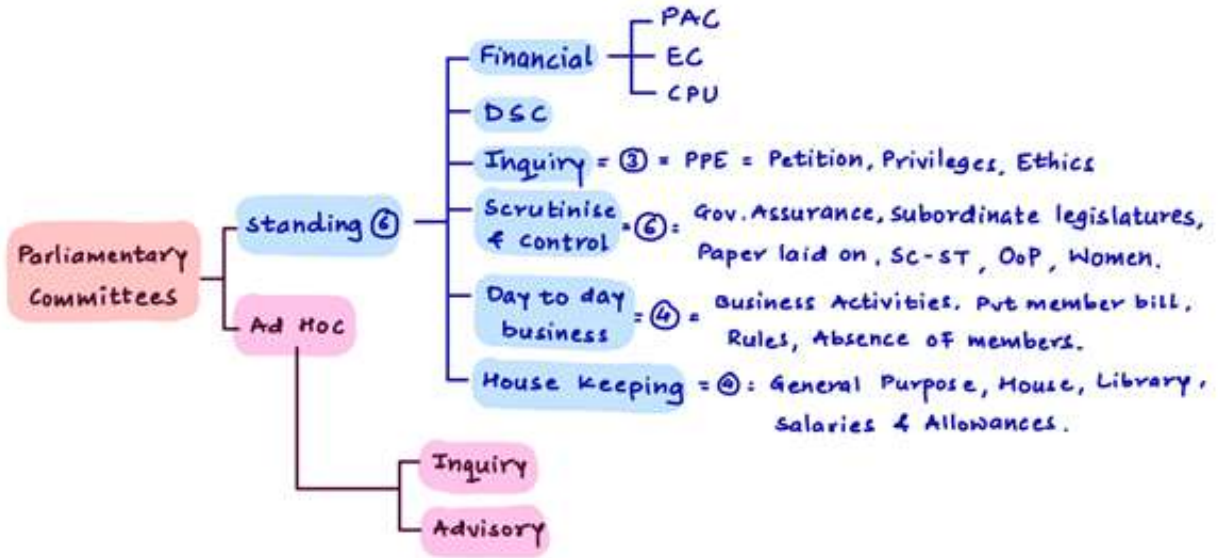 Parliamentary
Committees
Standing ⑥
Ad Hoc
Financial
PAC
EC
CPU
DSC
Inquiry = ③ = PPE = Petition, Privileges, Ethics
Scrutinise
& control = ⑥: Gov. Assurance, Subordinate legislatures,
Paper laid on, SC-ST, OoP, Women.
Day to day
business = ④ = Business Activities. Pvt member bill,
Rules, Absence of members.
House Keeping = ④: General Purpose, House, Library,
Salaries & Allowances.
Inquiry
Advisory